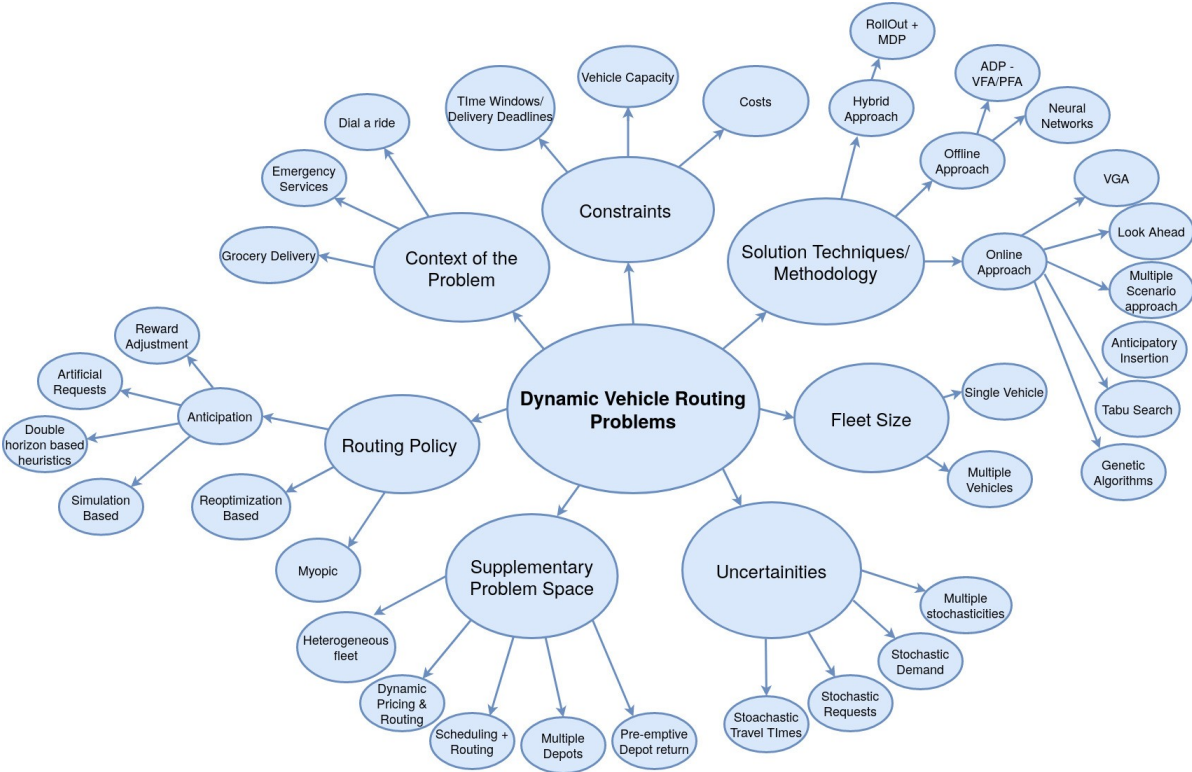 RollOut +
MDP
ADP -
VFA/PFA
Neural
Networks
Hybrid
Approach
Offline
Approach
VGA
Look Ahead
Multiple
Scenario
approach
Anticipatory
Insertion
Tabu Search
Genetic
Algorithms
Online
Approach
Solution Techniques/
Methodology
TIme Windows/
Delivery Deadlines
Vehicle Capacity
Costs
Constraints
Dial a ride
Emergency
Services
Grocery Delivery
Context of the
Problem
Dynamic Vehicle Routing
Problems
Fleet Size
Single Vehicle
Multiple
Vehicles
Reward
Adjustment
Artificial
Requests
Double
horizon based
heuristics
Simulation
Based
Anticipation
Routing Policy
Reoptimization
Based
Myopic
Supplementary
Problem Space
Heterogeneous
fleet
Dynamic
Pricing &
Routing
Scheduling +
Routing
Multiple
Depots
Pre-emptive
Depot return
Uncertainities
Multiple
stochasticities
Stochastic
Demand
Stochastic
Requests
Stoachastic
Travel TImes